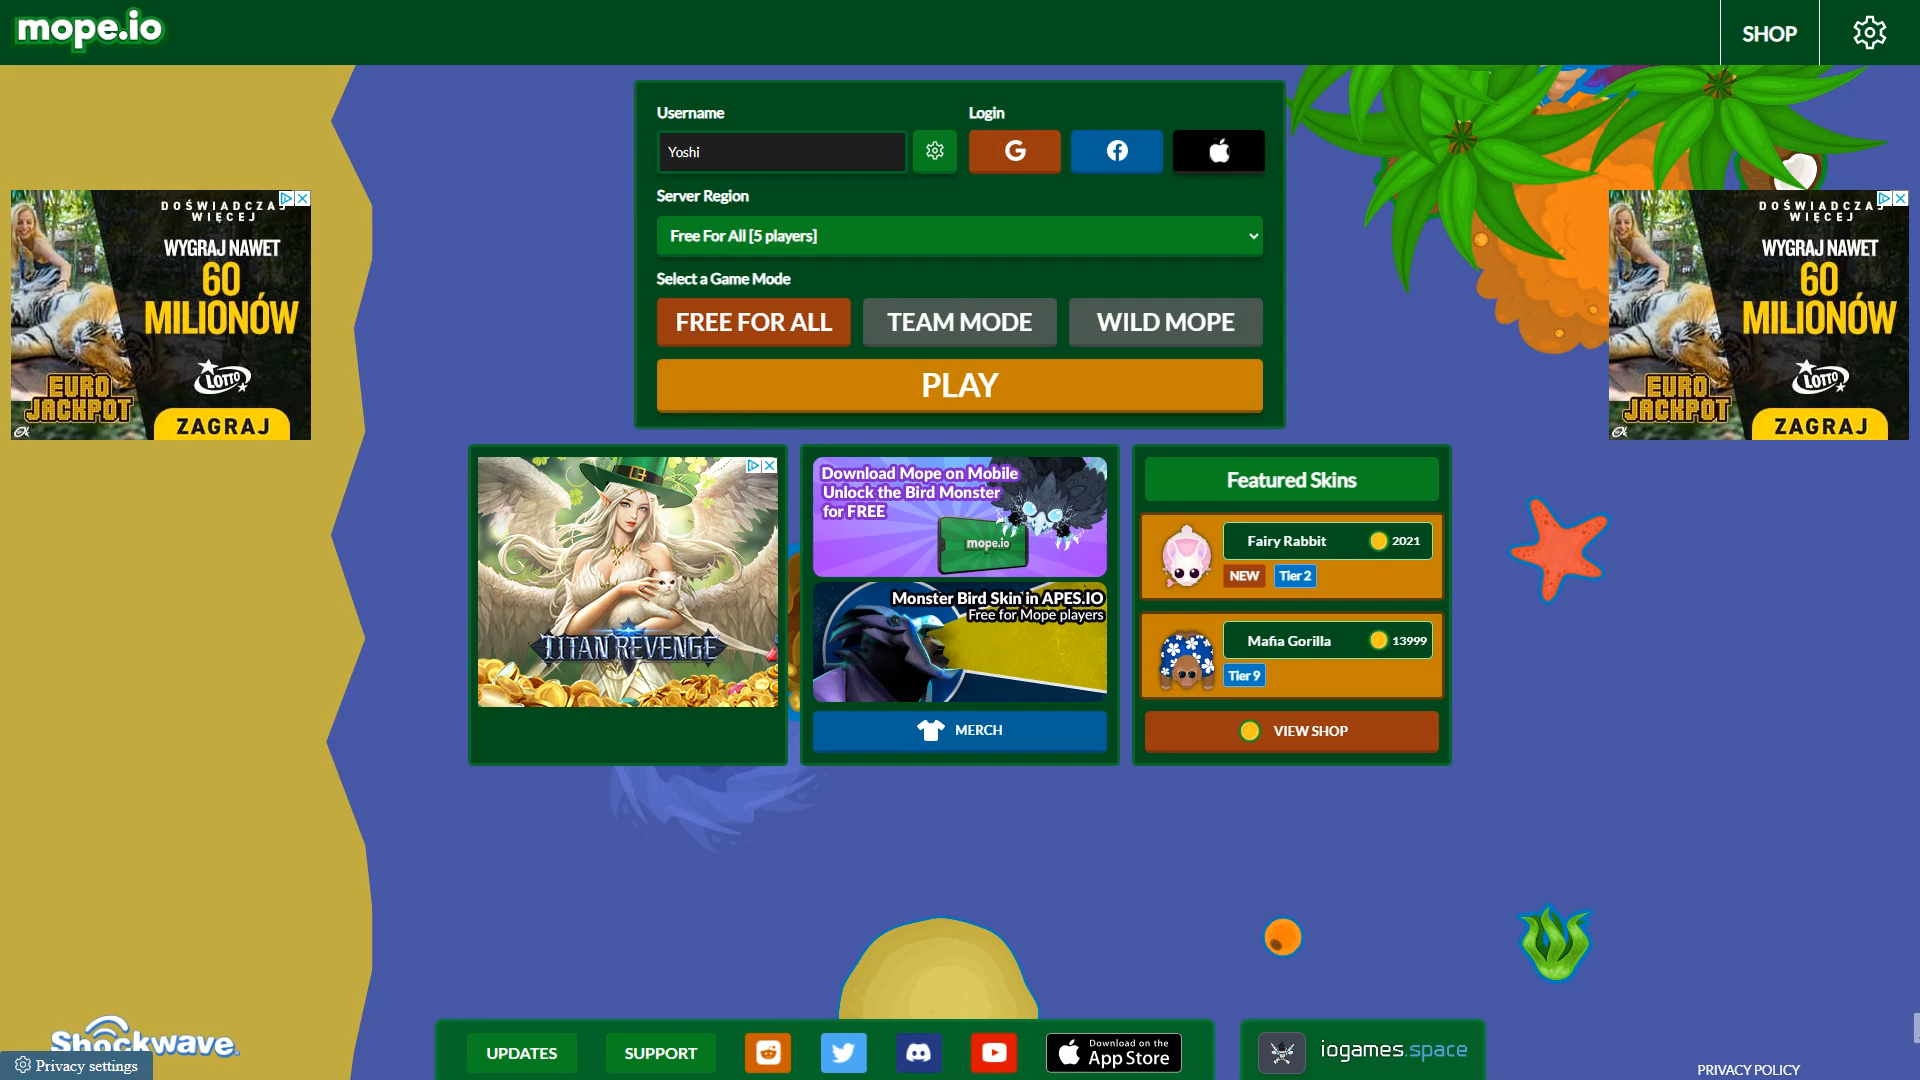 mope.io
SHOP
Username
Login
Yoshi
Server Region
Free For All [5 players]
Select a Game Mode
FREE FOR ALL
TEAM MODE
WILD MOPE
PLAY
DOŚWIADCZAJ
WIĘCEJ
WYGRAJ NAWET
60
MILIONÓW
LOTTO
EURO
JACKPOT
ZAGRAJ
DOŚWIADCZAJ
WIĘCEJ
WYGRAJ NAWET
60
MILIONÓW
LOTTO
EURO
JACKPOT
ZAGRAJ
TITAN REVENGE
Download Mope on Mobile
Unlock the Bird Monster
for FREE
mope.io
Monster Bird Skin in APES.IO
Free for Mope players
MERCH
Featured Skins
Fairy Rabbit 2021
NEW Tier 2
Mafia Gorilla 13999
Tier 9
VIEW SHOP
Shockwave
Privacy settings
UPDATES
SUPPORT
Download on the
App Store
iogames.space
PRIVACY POLICY